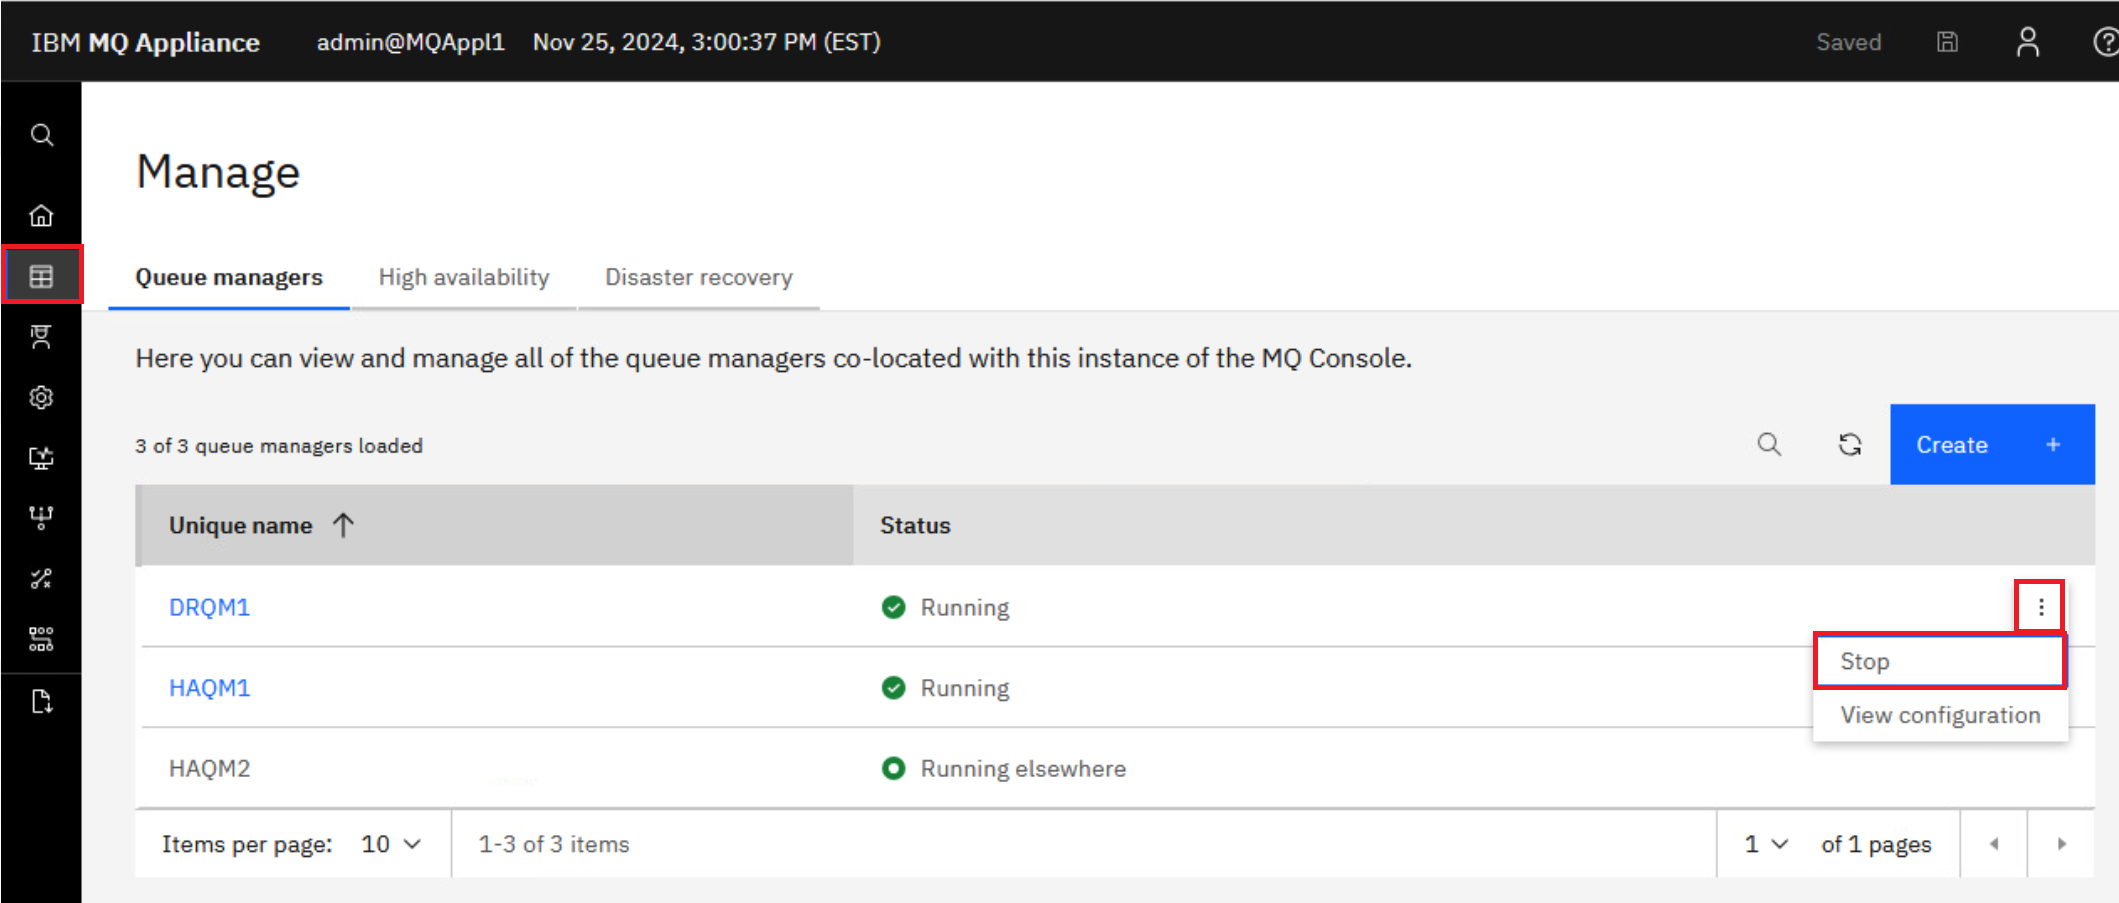 IBM MQ Appliance admin@MQAppl1 Nov 25, 2024, 3:00:37 PM (EST) Saved
Manage
Queue managers High availability Disaster recovery
Here you can view and manage all of the queue managers co-located with this instance of the MQ Console.
3 of 3 queue managers loaded Create +
Unique name Status
DRQM1 Running
Stop
HAQM1 Running
View configuration
HAQM2 Running elsewhere
Items per page: 10 1-3 of 3 items 1 of 1 pages